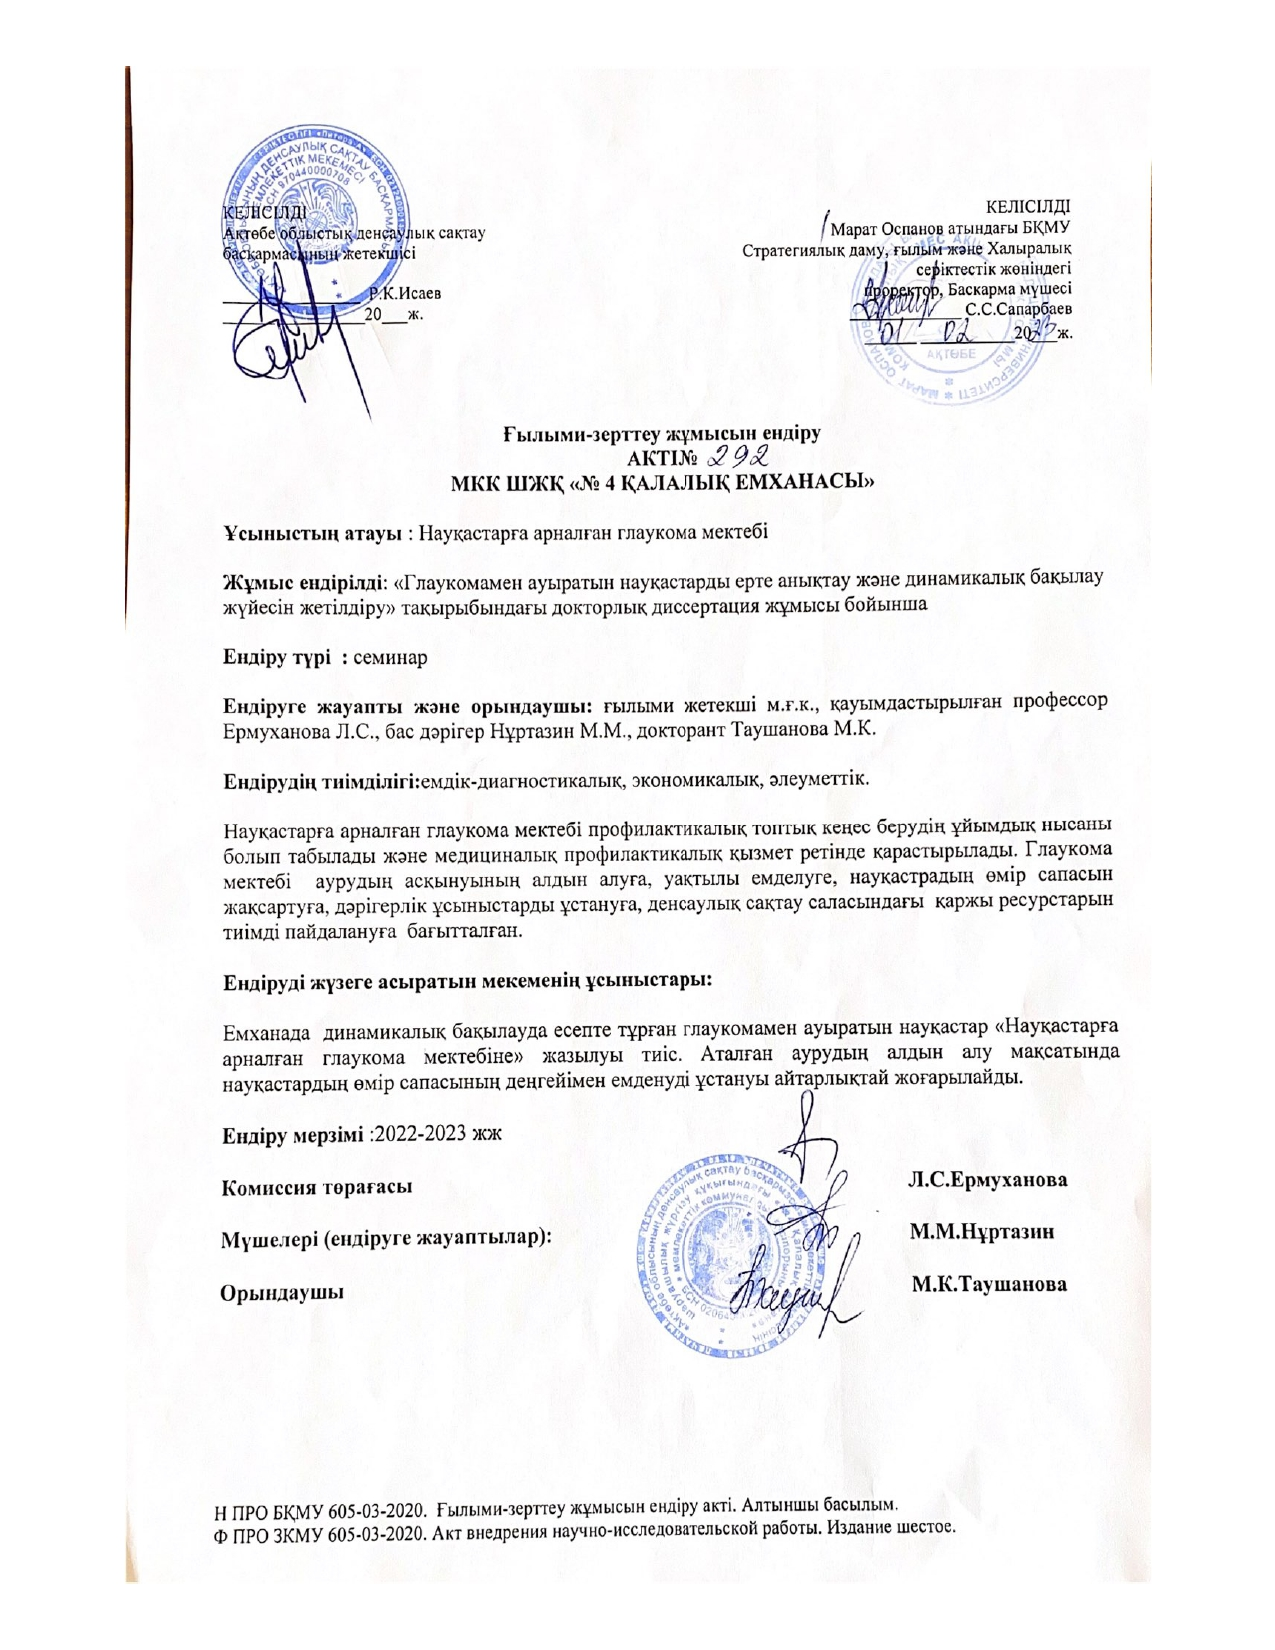 КЕЛІСІЛДІ
Ақтөбе облыстық денсаулық сақтау
басқармасының жетекшісі
________________ Р.К.Исаев
________________20___ж.
КЕЛІСІЛДІ
Марат Оспанов атындағы БҚМУ
Стратегиялық даму, ғылым және Халыралық
серіктестік жөніндегі
проректор, Басқарма мүшесі
_____________ С.С.Сапарбаев
01 02 2023 ж.
АҚТӨБЕ
Ғылыми-зерттеу жұмысын ендіру
АКТІ№ 292
МКК ШЖҚ «№ 4 ҚАЛАЛЫҚ ЕМХАНАСЫ»
Ұсыныстың атауы : Науқастарға арналған глаукома мектебі
Жұмыс ендірілді: «Глаукомамен ауыратын науқастарды ерте анықтау және динамикалық бақылау
жүйесін жетілдіру» тақырыбындағы докторлық диссертация жұмысы бойынша
Ендіру түрі : семинар
Ендіруге жауапты және орындаушы: ғылыми жетекші м.ғ.к., қауымдастырылған профессор
Ермуханова Л.С., бас дәрігер Нұртазин М.М., докторант Таушанова М.К.
Ендірудің тиімділігі:емдік-диагностикалық, экономикалық, әлеуметтік.
Науқастарға арналған глаукома мектебі профилактикалық топтық кеңес берудің ұйымдық нысаны
болып табылады және медициналық профилактикалық қызмет ретінде қарастырылады. Глаукома
мектебі аурудың асқынуының алдын алуға, уақтылы емделуге, науқастрадың өмір сапасын
жақсартуға, дәрігерлік ұсыныстарды ұстануға, денсаулық сақтау саласындағы қаржы ресурстарын
тиімді пайдалануға бағытталған.
Ендіруді жүзеге асыратын мекеменің ұсыныстары:
Емханада динамикалық бақылауда есепте тұрған глаукомамен ауыратын науқастар «Науқастарға
арналған глаукома мектебіне» жазылуы тиіс. Аталған аурудың алдын алу мақсатында
науқастардың өмір сапасының деңгейімен емденуді ұстануы айтарлықтай жоғарылайды.
Ендіру мерзімі :2022-2023 жж
Комиссия төрағасы Л.С.Ермуханова
Мүшелері (ендіруге жауаптылар): М.М.Нұртазин
Орындаушы М.К.Таушанова
Н ПРО БҚМУ 605-03-2020. Ғылыми-зерттеу жұмысын ендіру акті. Алтыншы басылым.
Ф ПРО ЗКМУ 605-03-2020. Акт внедрения научно-исследовательской работы. Издание шестое.